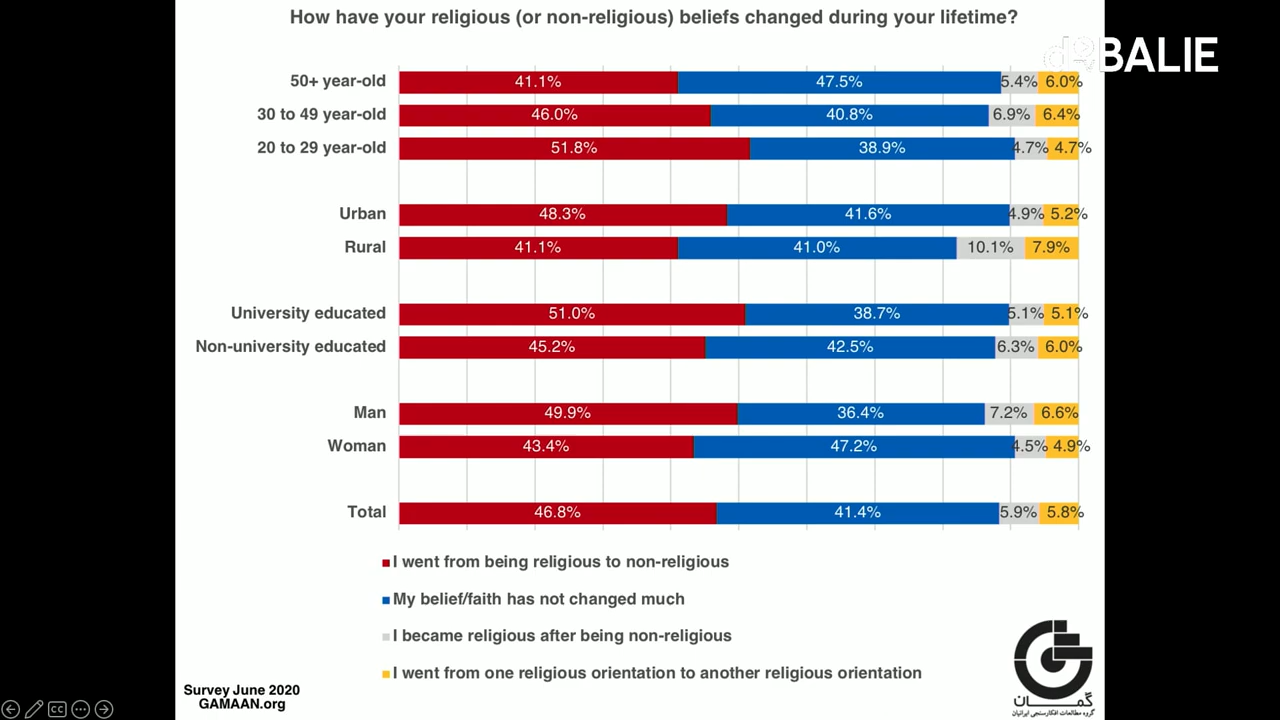 How have your religious (or non-religious) beliefs changed during your lifetime?
BALIE
50+ year-old 41.1% 47.5% 5.4% 6.0%
30 to 49 year-old 46.0% 40.8% 6.9% 6.4%
20 to 29 year-old 51.8% 38.9% 4.7% 4.7%
Urban 48.3% 41.6% 4.9% 5.2%
Rural 41.1% 41.0% 10.1% 7.9%
University educated 51.0% 38.7% 5.1% 5.1%
Non-university educated 45.2% 42.5% 6.3% 6.0%
Man 49.9% 36.4% 7.2% 6.6%
Woman 43.4% 47.2% 4.5% 4.9%
Total 46.8% 41.4% 5.9% 5.8%
I went from being religious to non-religious
My belief/faith has not changed much
I became religious after being non-religious
I went from one religious orientation to another religious orientation
Survey June 2020
GAMAAN.org
گمان
گروه مطالعات افکارسنجی ایرانیان
CC